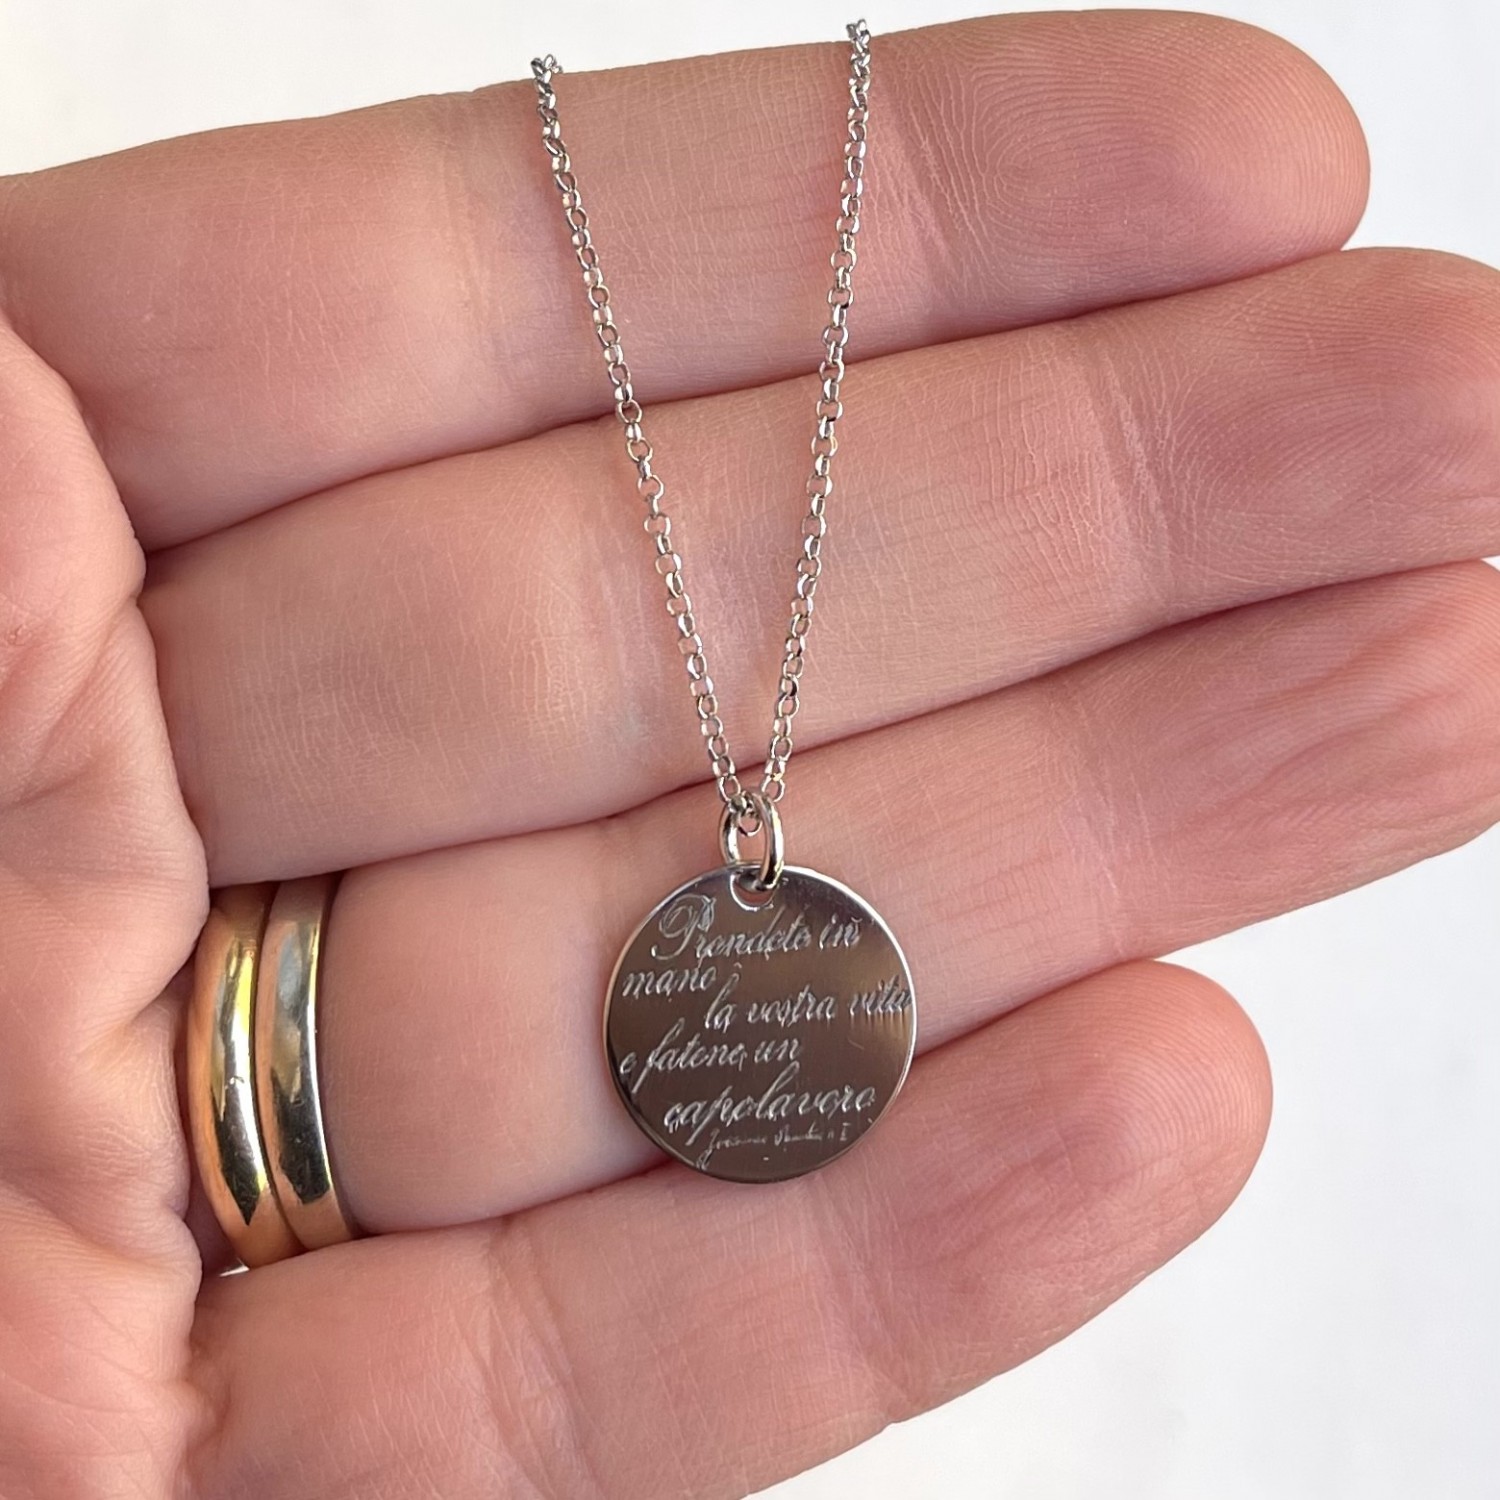 Prendete in
mano
la vostra vita
e fatene un
capolavoro